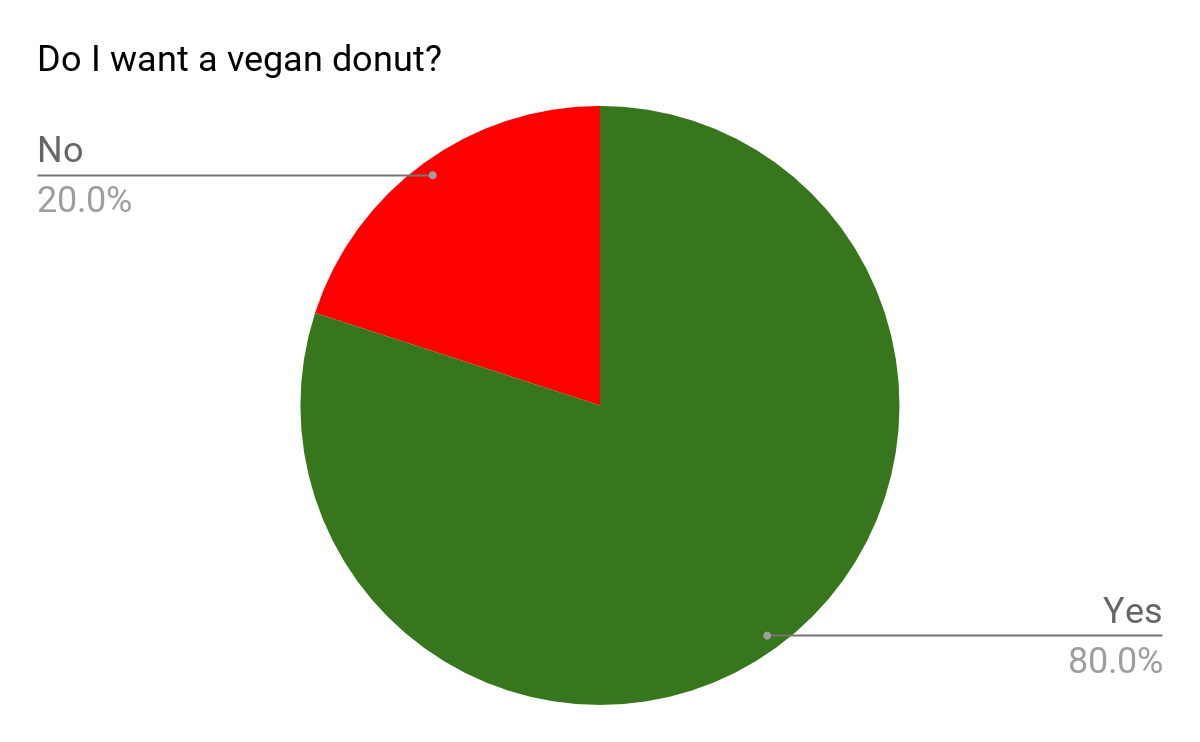 Do I want a vegan donut?
No
20.0%
Yes
80.0%